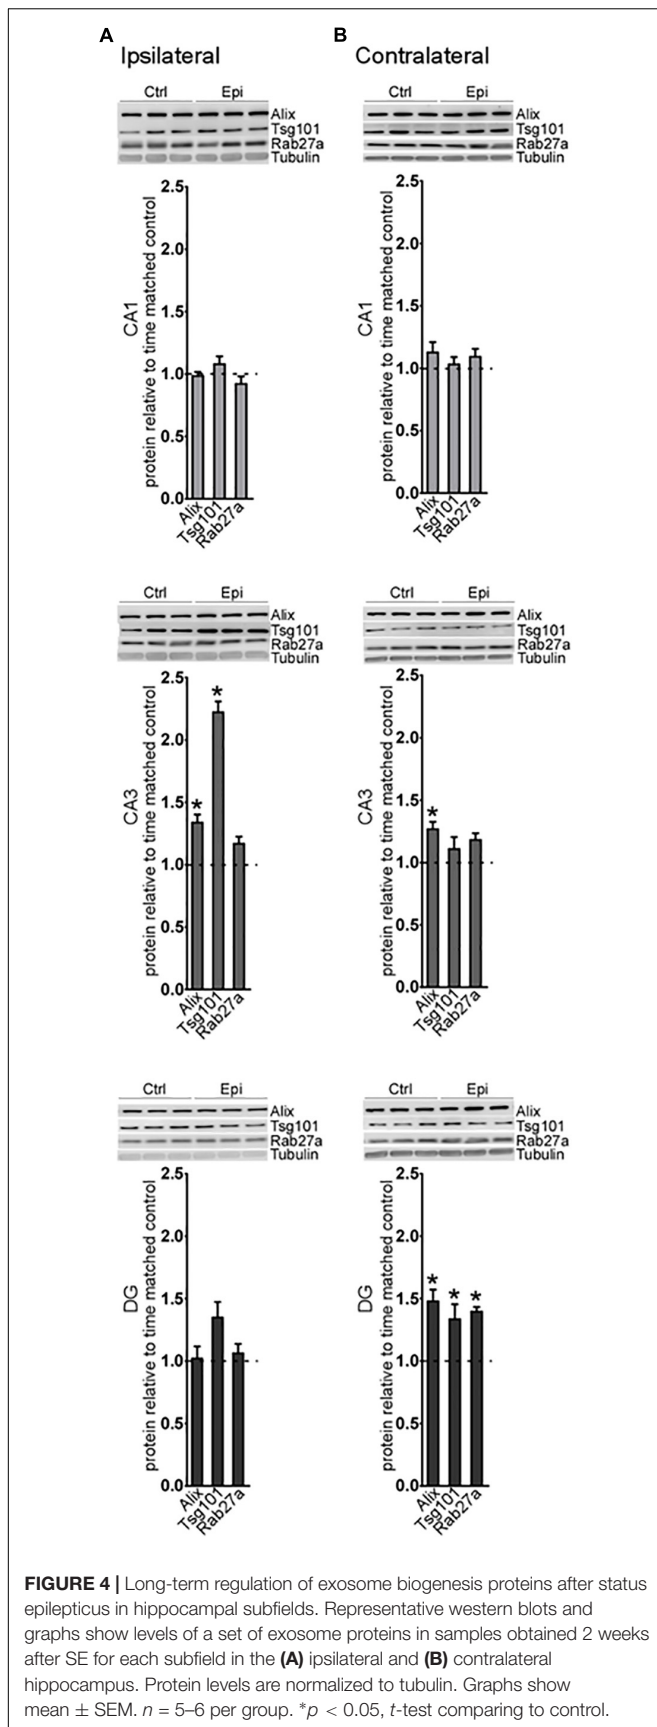 A
Ipsilateral
B
Contralateral
Ctrl Epi
Alix
Tsg101
Rab27a
Tubulin
2.5
2.0
1.5
1.0
0.5
0.0
CA1
protein relative to time matched control
Alix
Tsg101
Rab27a
Ctrl Epi
Alix
Tsg101
Rab27a
Tubulin
2.5
2.0
1.5
1.0
0.5
0.0
CA1
protein relative to time matched control
Alix
Tsg101
Rab27a
Ctrl Epi
Alix
Tsg101
Rab27a
Tubulin
2.5
2.0
1.5
1.0
0.5
0.0
CA3
protein relative to time matched control
*
*
Alix
Tsg101
Rab27a
Ctrl Epi
Alix
Tsg101
Rab27a
Tubulin
2.5
2.0
1.5
1.0
0.5
0.0
CA3
protein relative to time matched control
*
Alix
Tsg101
Rab27a
Ctrl Epi
Alix
Tsg101
Rab27a
Tubulin
2.5
2.0
1.5
1.0
0.5
0.0
DG
protein relative to time matched control
Alix
Tsg101
Rab27a
Ctrl Epi
Alix
Tsg101
Rab27a
Tubulin
2.5
2.0
1.5
1.0
0.5
0.0
DG
protein relative to time matched control
* * *
Alix
Tsg101
Rab27a
FIGURE 4 | Long-term regulation of exosome biogenesis proteins after status
epilepticus in hippocampal subfields. Representative western blots and
graphs show levels of a set of exosome proteins in samples obtained 2 weeks
after SE for each subfield in the (A) ipsilateral and (B) contralateral
hippocampus. Protein levels are normalized to tubulin. Graphs show
mean ± SEM. n = 5–6 per group. *p < 0.05, t-test comparing to control.